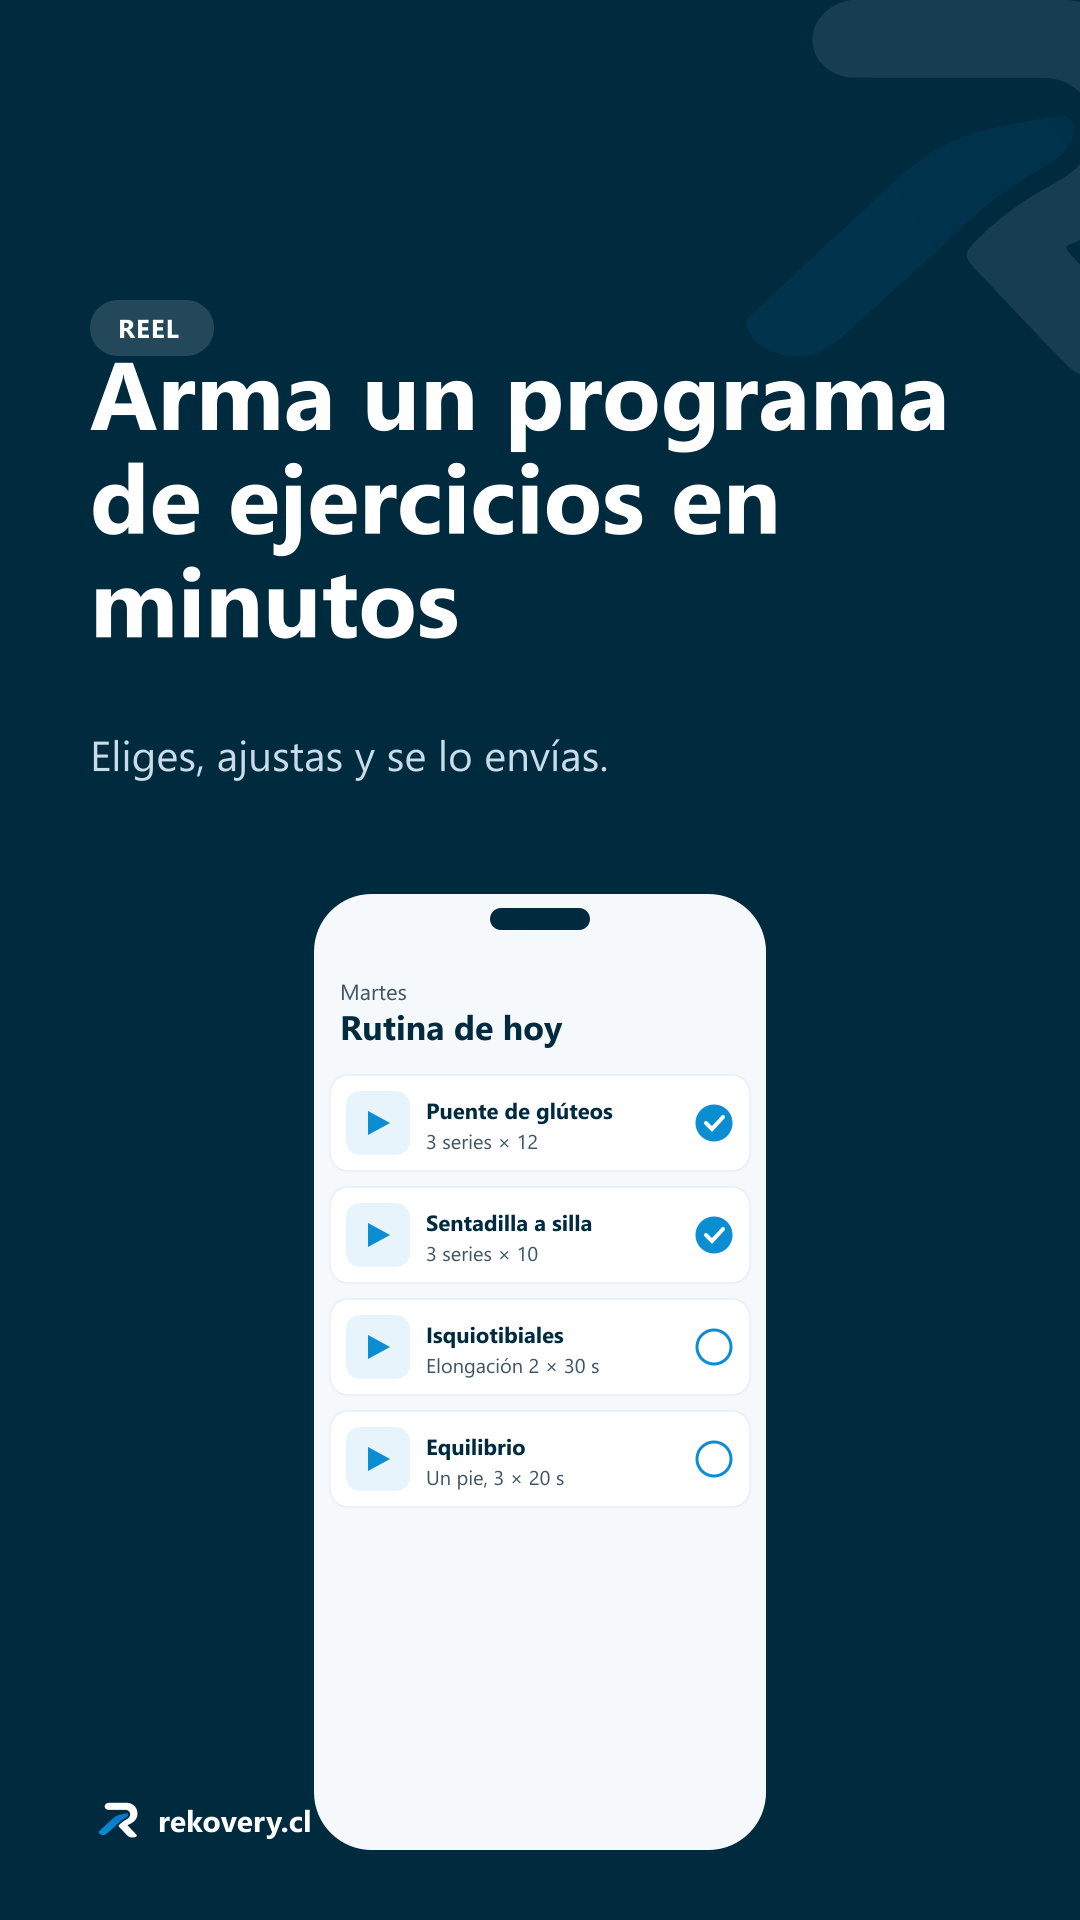 REEL
Arma un programa
de ejercicios en
minutos
Eliges, ajustas y se lo envías.
Martes
Rutina de hoy
Puente de glúteos
3 series × 12
Sentadilla a silla
3 series × 10
Isquiotibiales
Elongación 2 × 30 s
Equilibrio
Un pie, 3 × 20 s
rekovery.cl